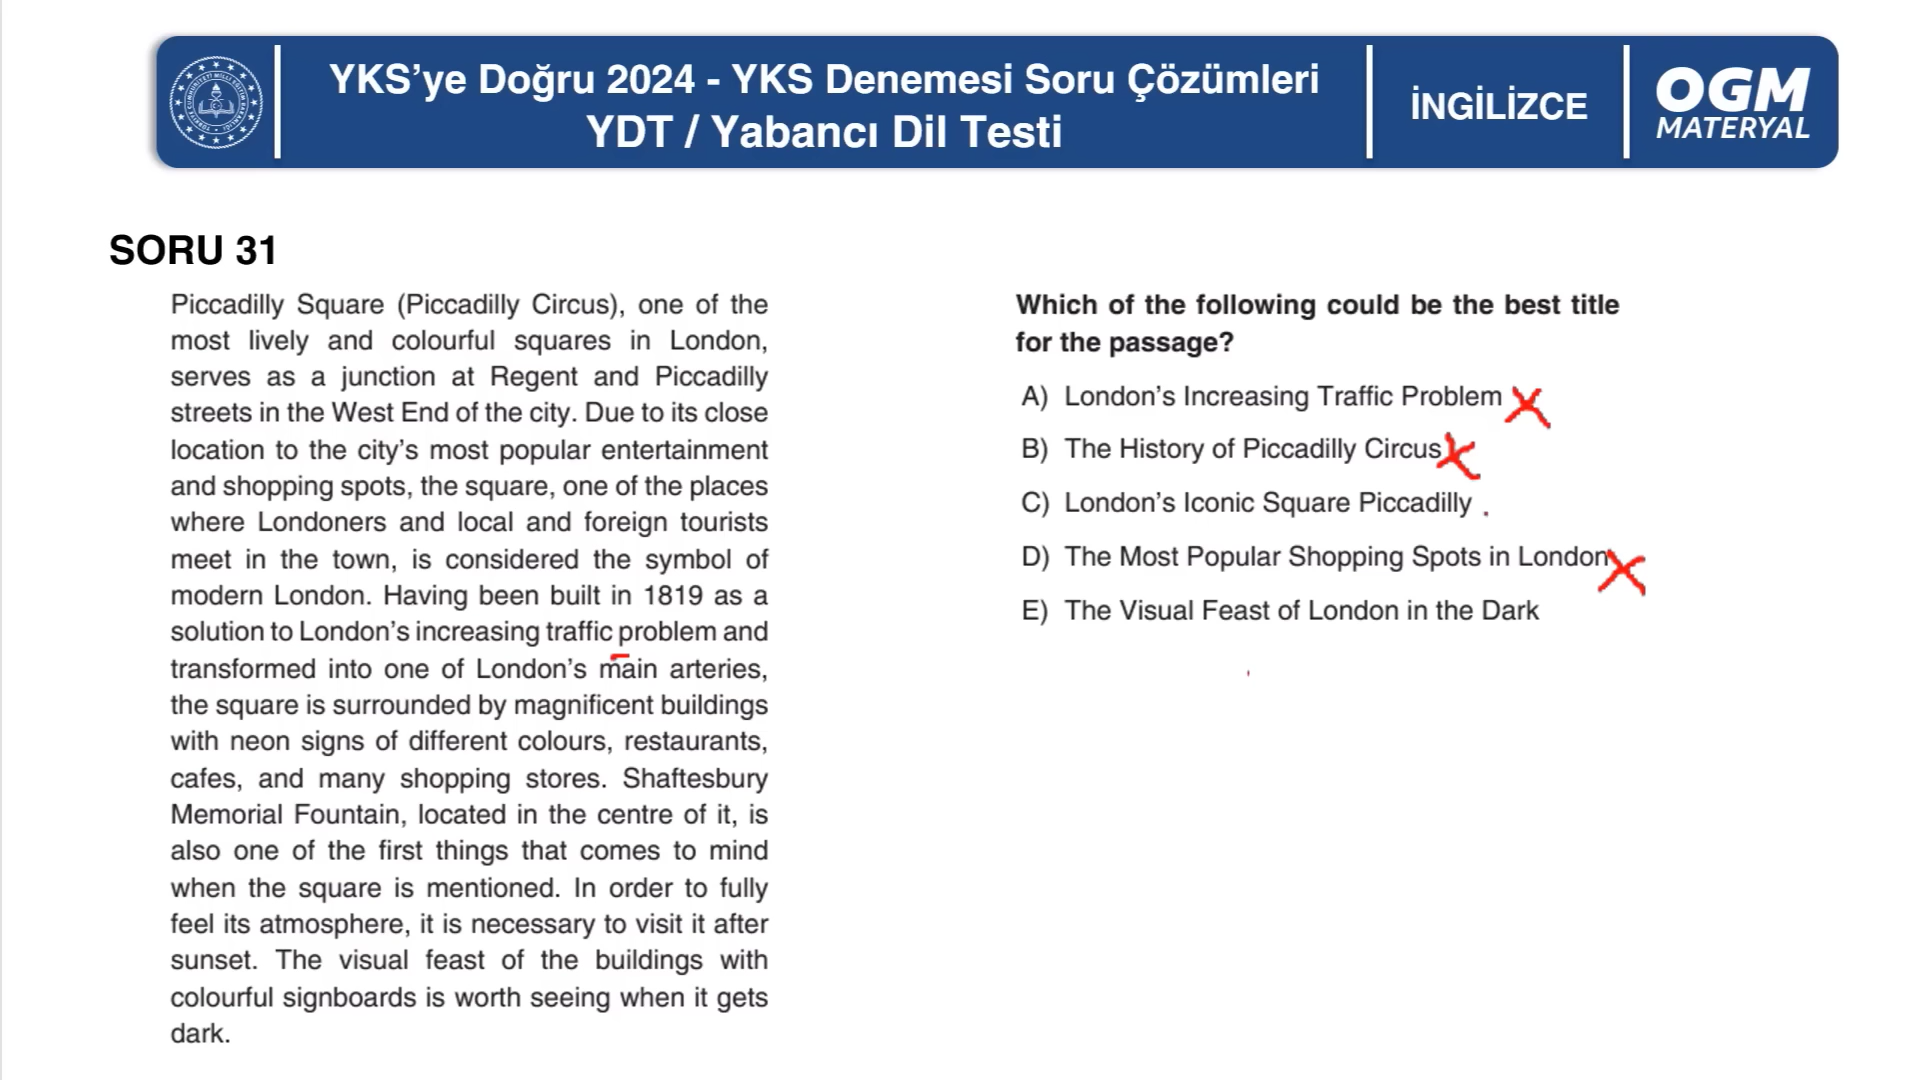 YKS'ye Doğru 2024 - YKS Denemesi Soru Çözümleri
YDT / Yabancı Dil Testi
İNGİLİZCE
OGM
MATERYAL
SORU 31
Piccadilly Square (Piccadilly Circus), one of the
most lively and colourful squares in London,
serves as a junction at Regent and Piccadilly
streets in the West End of the city. Due to its close
location to the city's most popular entertainment
and shopping spots, the square, one of the places
where Londoners and local and foreign tourists
meet in the town, is considered the symbol of
modern London. Having been built in 1819 as a
solution to London's increasing traffic problem and
transformed into one of London's main arteries,
the square is surrounded by magnificent buildings
with neon signs of different colours, restaurants,
cafes, and many shopping stores. Shaftesbury
Memorial Fountain, located in the centre of it, is
also one of the first things that comes to mind
when the square is mentioned. In order to fully
feel its atmosphere, it is necessary to visit it after
sunset. The visual feast of the buildings with
colourful signboards is worth seeing when it gets
dark.
Which of the following could be the best title
for the passage?
A) London's Increasing Traffic Problem
B) The History of Piccadilly Circus
C) London's Iconic Square Piccadilly
D) The Most Popular Shopping Spots in London
E) The Visual Feast of London in the Dark